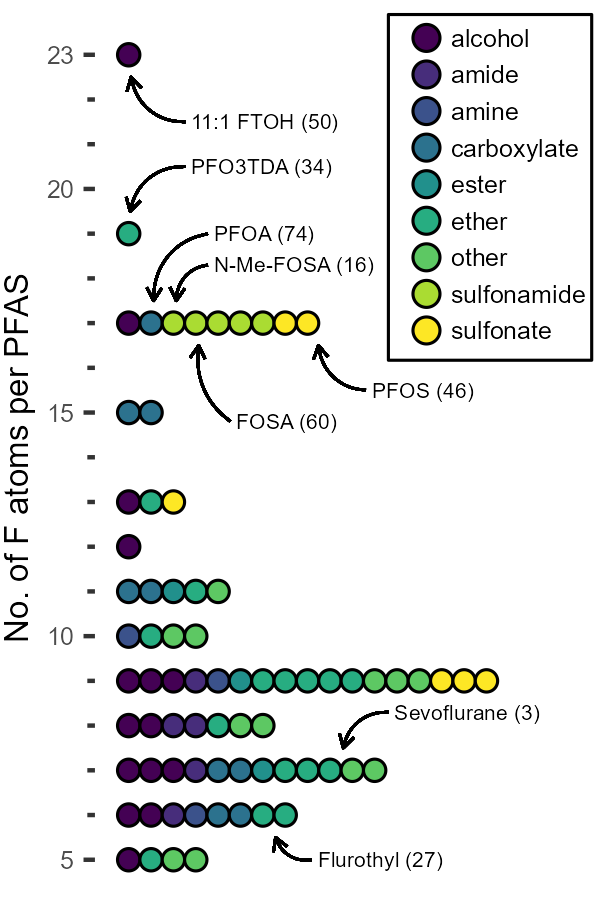 No. of F atoms per PFAS
23
20
15
10
5
alcohol
amide
amine
carboxylate
ester
ether
other
sulfonamide
sulfonate
11:1 FTOH (50)
PFO3TDA (34)
PFOA (74)
N-Me-FOSA (16)
PFOS (46)
FOSA (60)
Sevoflurane (3)
Flurothyl (27)